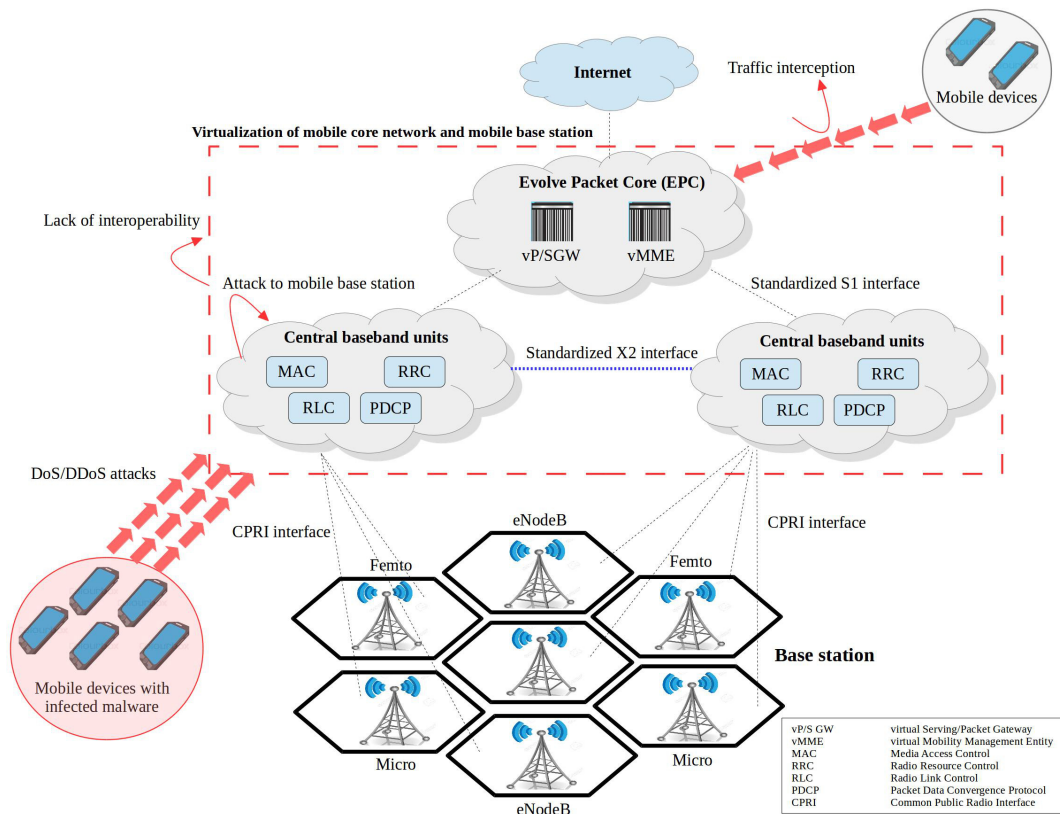 Internet
Traffic interception
Mobile devices
Virtualization of mobile core network and mobile base station
Evolve Packet Core (EPC)
vP/SGW
vMME
Lack of interoperability
Attack to mobile base station
Standardized S1 interface
Central baseband units
MAC
RRC
RLC
PDCP
Standardized X2 interface
Central baseband units
MAC
RRC
RLC
PDCP
DoS/DDoS attacks
CPRI interface
CPRI interface
eNodeB
Femto
Femto
Base station
Mobile devices with
infected malware
Micro
Micro
eNodeB
vP/S GW virtual Serving/Packet Gateway
vMME virtual Mobility Management Entity
MAC Media Access Control
RRC Radio Resource Control
RLC Radio Link Control
PDCP Packet Data Convergence Protocol
CPRI Common Public Radio Interface